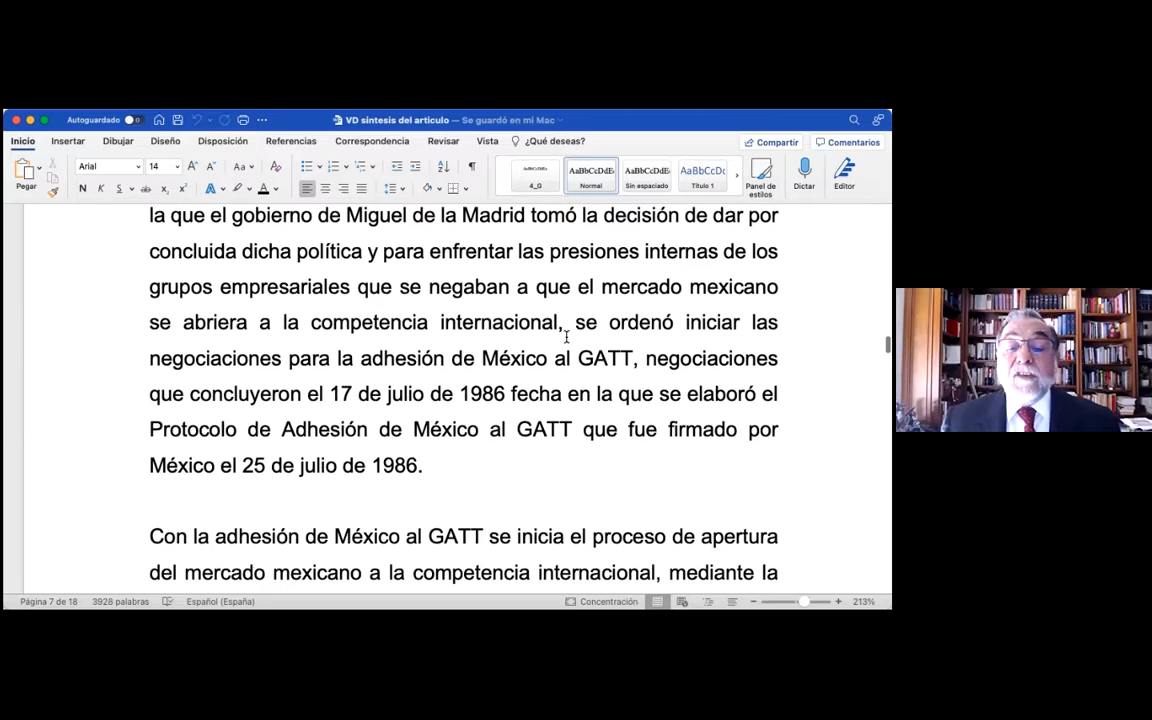 Autoguardado
VD sintesis del articulo — Se guardó en mi Mac
Inicio Insertar Dibujar Diseño Disposición Referencias Correspondencia Revisar Vista ¿Qué deseas? Compartir Comentarios
Pegar Arial 14 AaBbCcDdEe 4_G AaBbCcDdEe Normal AaBbCcDdEe Sin espaciado AaBbCcDc Título 1 Panel de estilos Dictar Editor
la que el gobierno de Miguel de la Madrid tomó la decisión de dar por
concluida dicha política y para enfrentar las presiones internas de los
grupos empresariales que se negaban a que el mercado mexicano
se abriera a la competencia internacional, se ordenó iniciar las
negociaciones para la adhesión de México al GATT, negociaciones
que concluyeron el 17 de julio de 1986 fecha en la que se elaboró el
Protocolo de Adhesión de México al GATT que fue firmado por
México el 25 de julio de 1986.
Con la adhesión de México al GATT se inicia el proceso de apertura
del mercado mexicano a la competencia internacional, mediante la
Página 7 de 18 3928 palabras Español (España) Concentración 213%